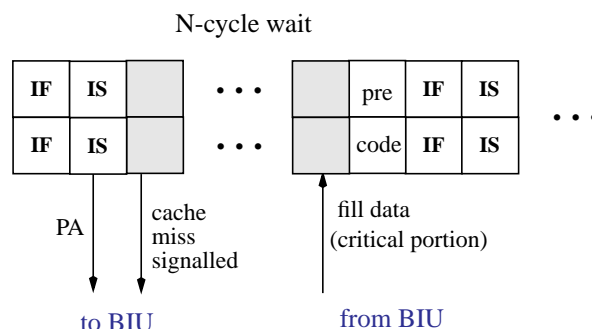 N-cycle wait
IF IS • • • pre IF IS
IF IS • • • code IF IS • • •
PA
cache
miss
signalled
fill data
(critical portion)
to BIU
from BIU